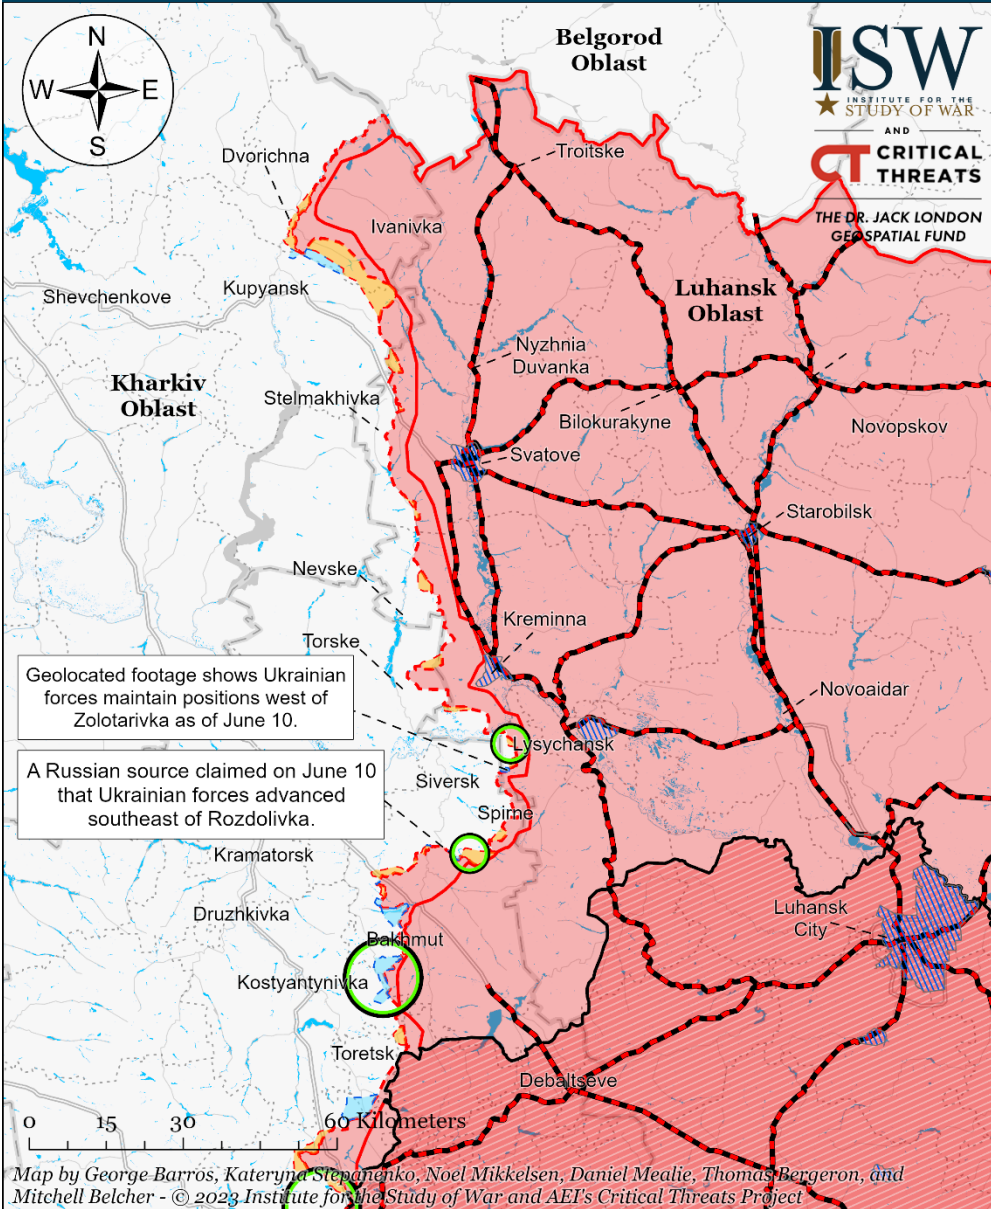 N
W
E
S
Belgorod
Oblast
ISW
INSTITUTE FOR THE
STUDY OF WAR
AND
CT CRITICAL
THREATS
THE DR. JACK LONDON
GEOSPATIAL FUND
Dvorichna
Troitske
Ivanivka
Shevchenkove
Kupyansk
Luhansk
Oblast
Kharkiv
Oblast
Nyzhnia
Duvanka
Stelmakhivka
Bilokurakyne
Novopskov
Svatove
Starobilsk
Nevske
Kreminna
Torske
Geolocated footage shows Ukrainian
forces maintain positions west of
Zolotarivka as of June 10.
Novoaidar
Lysychansk
A Russian source claimed on June 10
that Ukrainian forces advanced
southeast of Rozdolivka.
Siversk
Spirne
Kramatorsk
Druzhkivka
Luhansk
City
Bakhmut
Kostyantynivka
Toretsk
Debaltseve
0 15 30 60 Kilometers
Map by George Barros, Kateryna Stepanenko, Noel Mikkelsen, Daniel Mealie, Thomas Bergeron, and
Mitchell Belcher - © 2023 Institute for the Study of War and AEI's Critical Threats Project